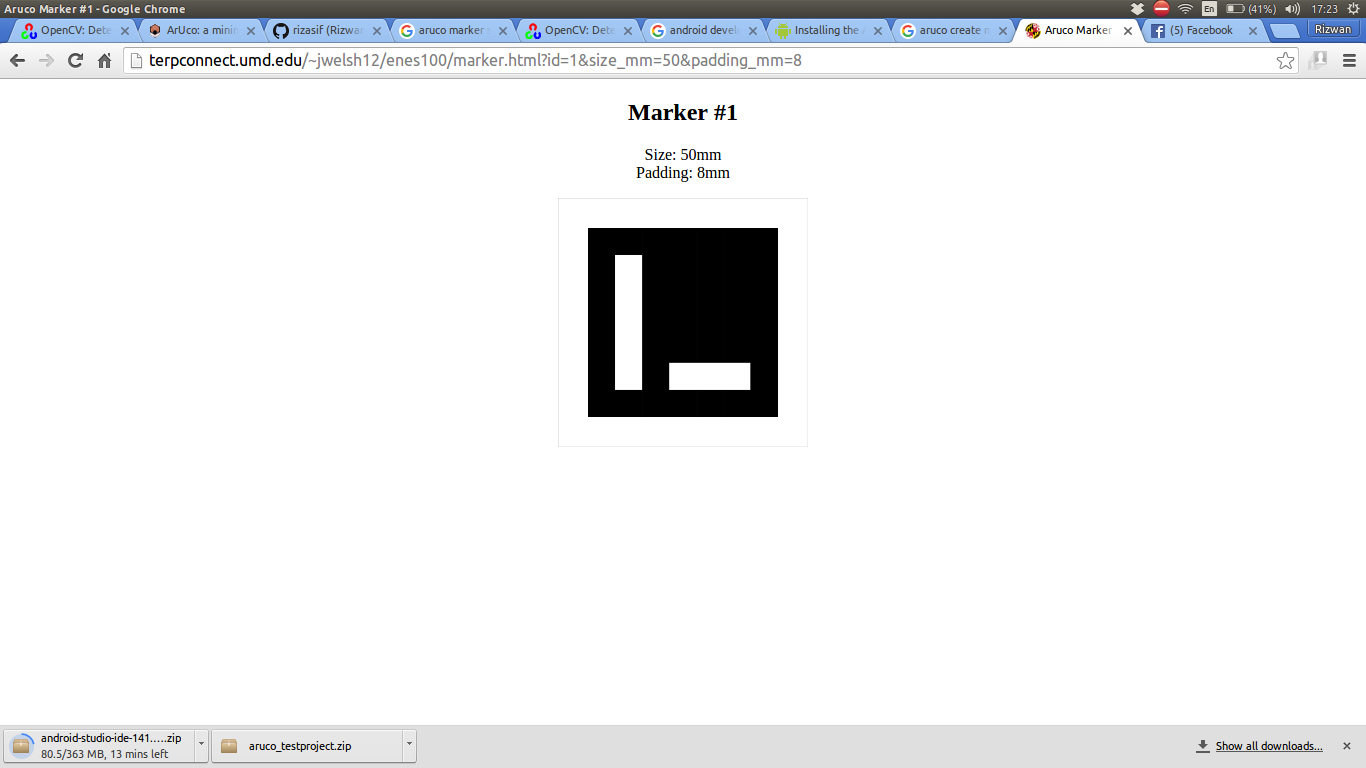 Aruco Marker #1 - Google Chrome
En (41%) 17:23
OpenCV: Dete
ArUco: a mini
rizasif (Rizwa
aruco marker
OpenCV: Dete
android devel
Installing the
aruco create
Aruco Marker
(5) Facebook
Rizwan
terpconnect.umd.edu/~jwelsh12/enes100/marker.html?id=1&size_mm=50&padding_mm=8
Marker #1
Size: 50mm
Padding: 8mm
android-studio-ide-141.....zip
80.5/363 MB, 13 mins left
aruco_testproject.zip
Show all downloads...